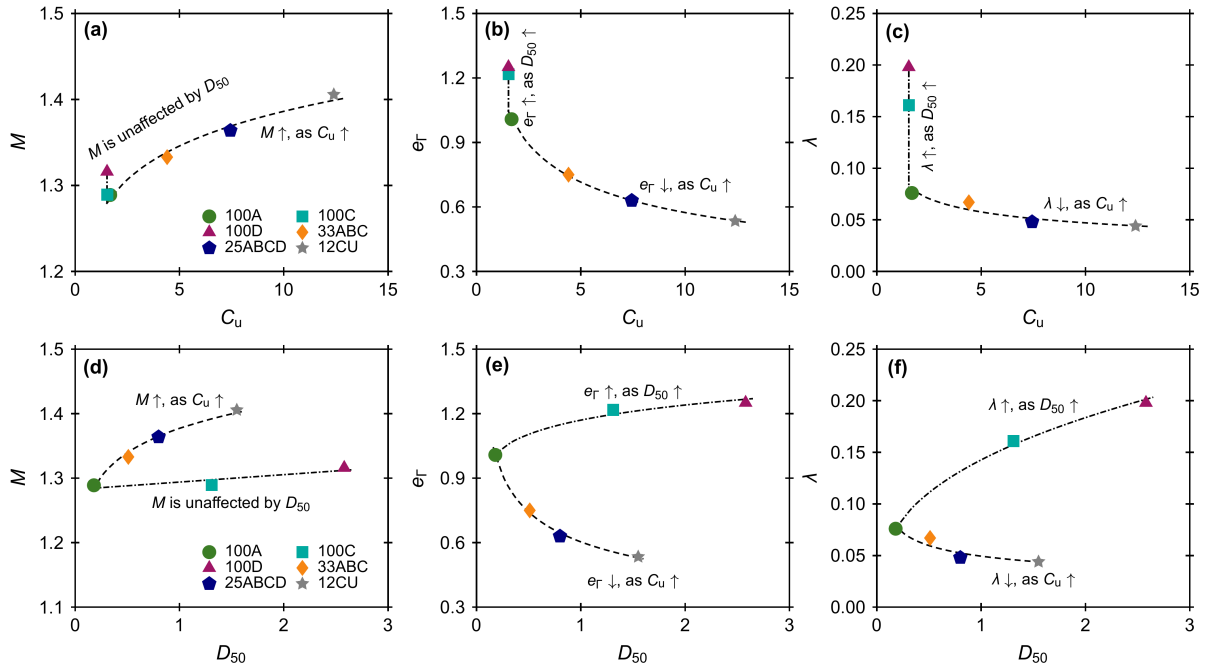 (a)
1.5
1.4
1.3
1.2
M
0
5
10
15
Cu
M is unaffected by D50
M ↑, as Cu ↑
100A
100C
100D
33ABC
25ABCD
12CU
(b)
1.5
1.2
0.9
0.6
0.3
eΓ
0
5
10
15
Cu
eΓ ↑, as D50 ↑
eΓ ↓, as Cu ↑
(c)
0.25
0.20
0.15
0.10
0.05
0.00
λ
0
5
10
15
Cu
λ ↑, as D50 ↑
λ ↓, as Cu ↑
(d)
1.5
1.4
1.3
1.2
1.1
M
0
1
2
3
D50
M ↑, as Cu ↑
M is unaffected by D50
100A
100C
100D
33ABC
25ABCD
12CU
(e)
1.5
1.2
0.9
0.6
0.3
eΓ
0
1
2
3
D50
eΓ ↑, as D50 ↑
eΓ ↓, as Cu ↑
(f)
0.25
0.20
0.15
0.10
0.05
0.00
λ
0
1
2
3
D50
λ ↑, as D50 ↑
λ ↓, as Cu ↑